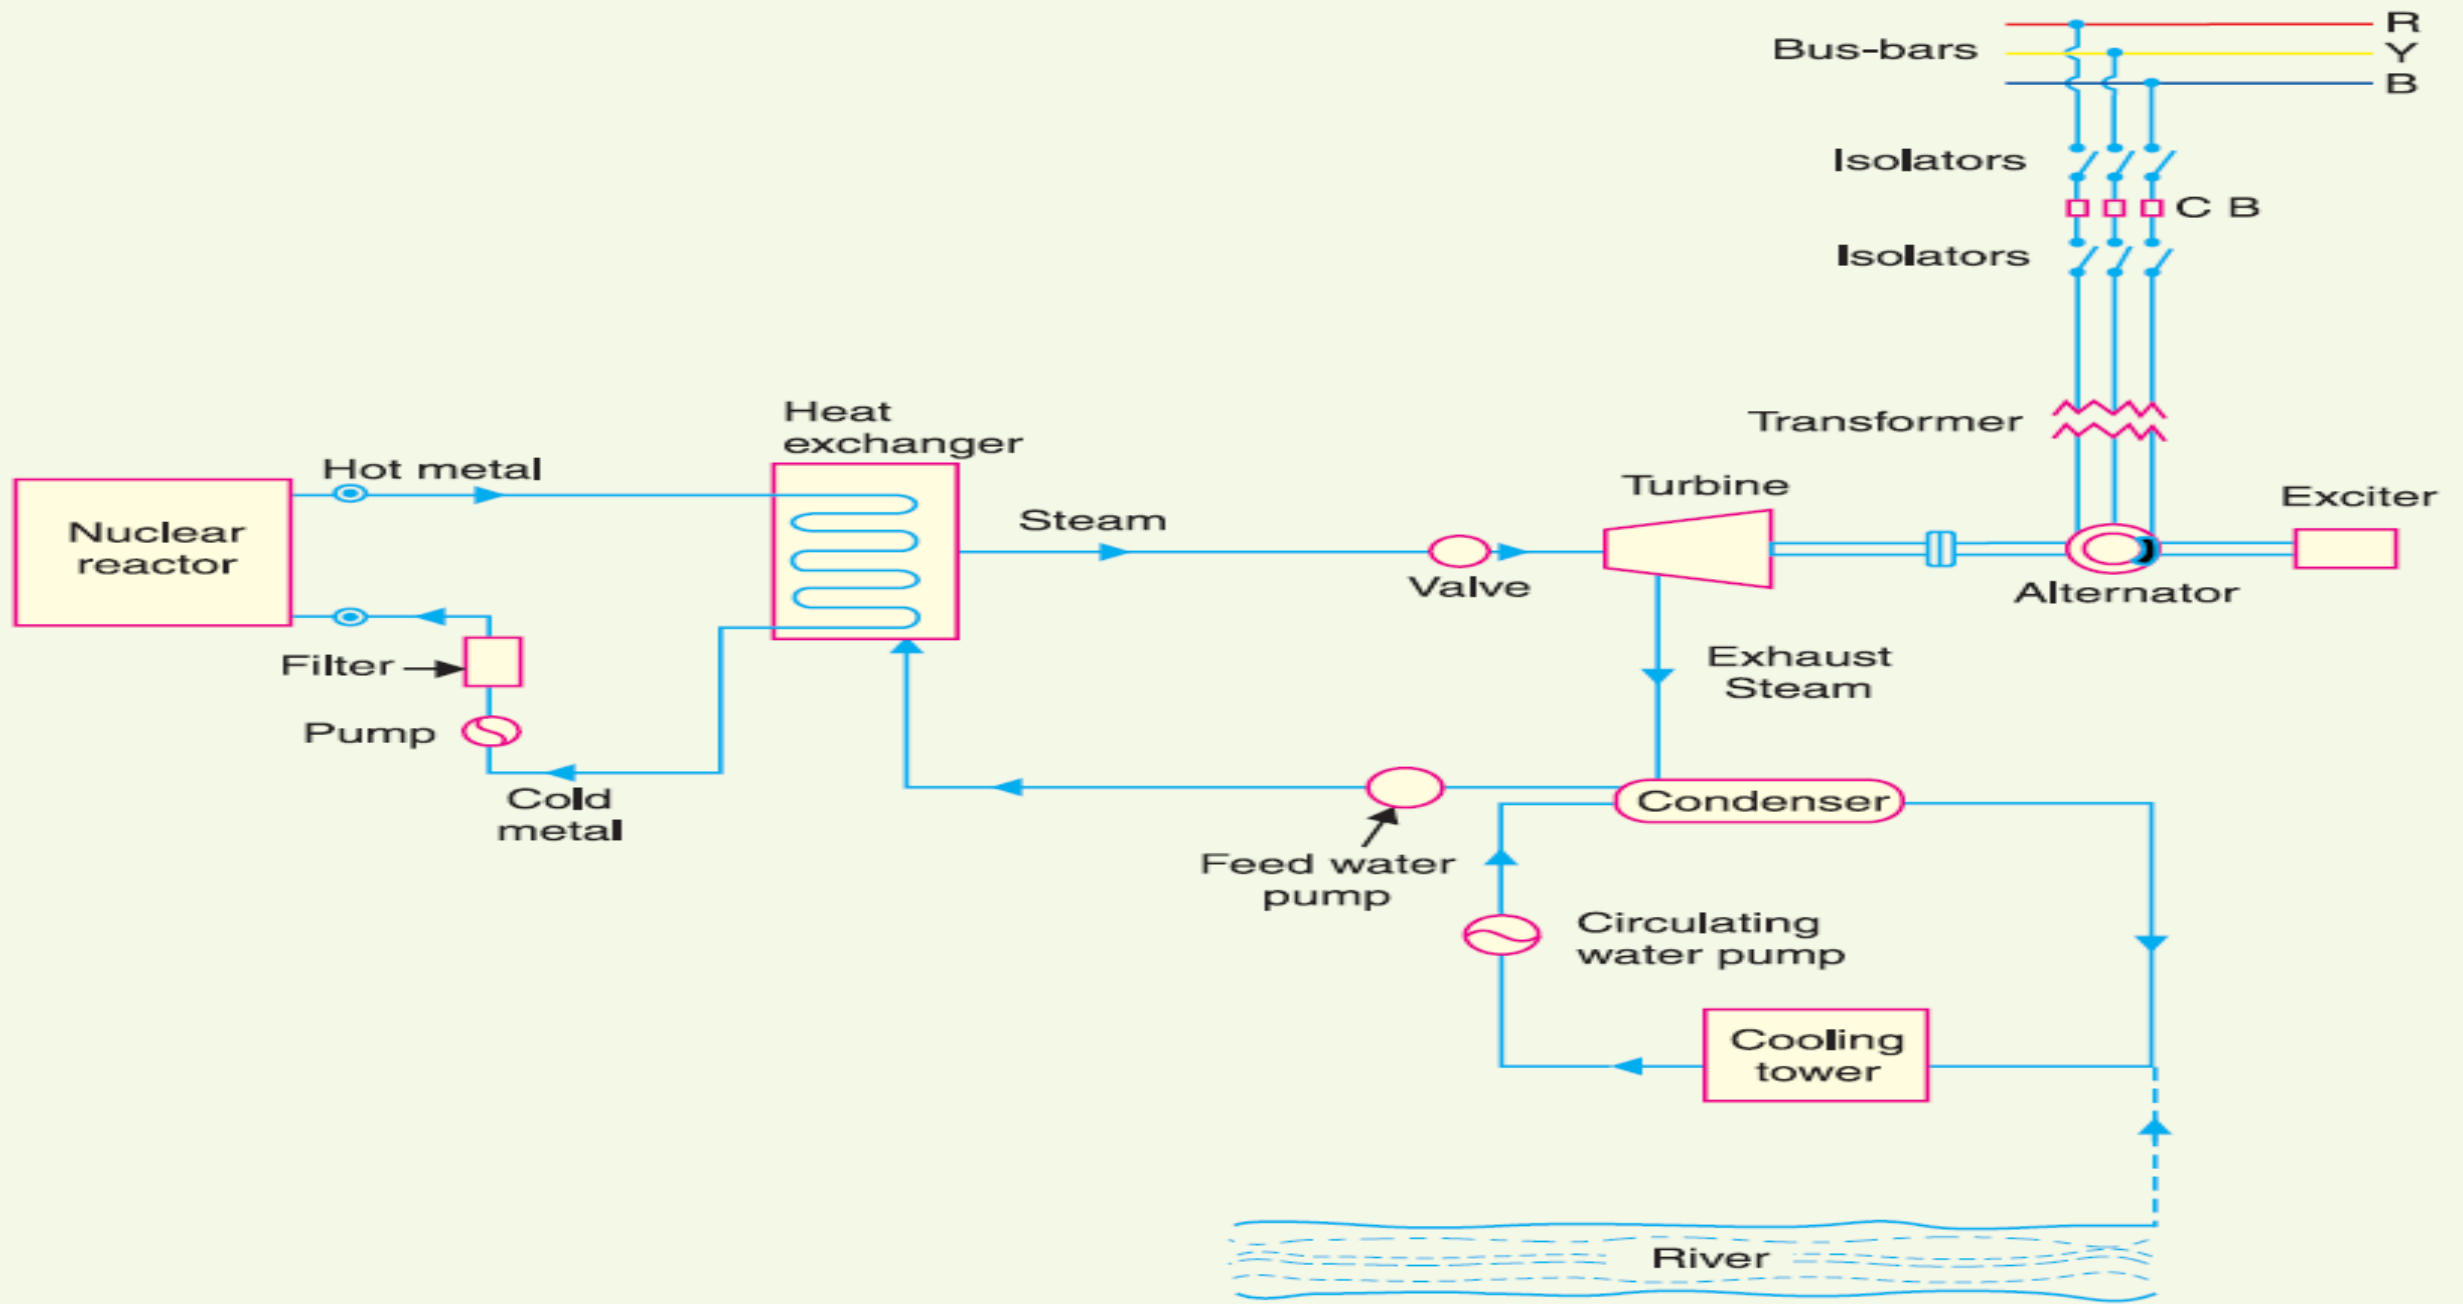 R
Bus-bars
Y
B
Isolators
C B
Isolators
Heat
exchanger
Transformer
Hot metal
Turbine
Exciter
Nuclear
reactor
Steam
Valve
Alternator
Filter
Exhaust
Steam
Pump
Cold
metal
Condenser
Feed water
pump
Circulating
water pump
Cooling
tower
River